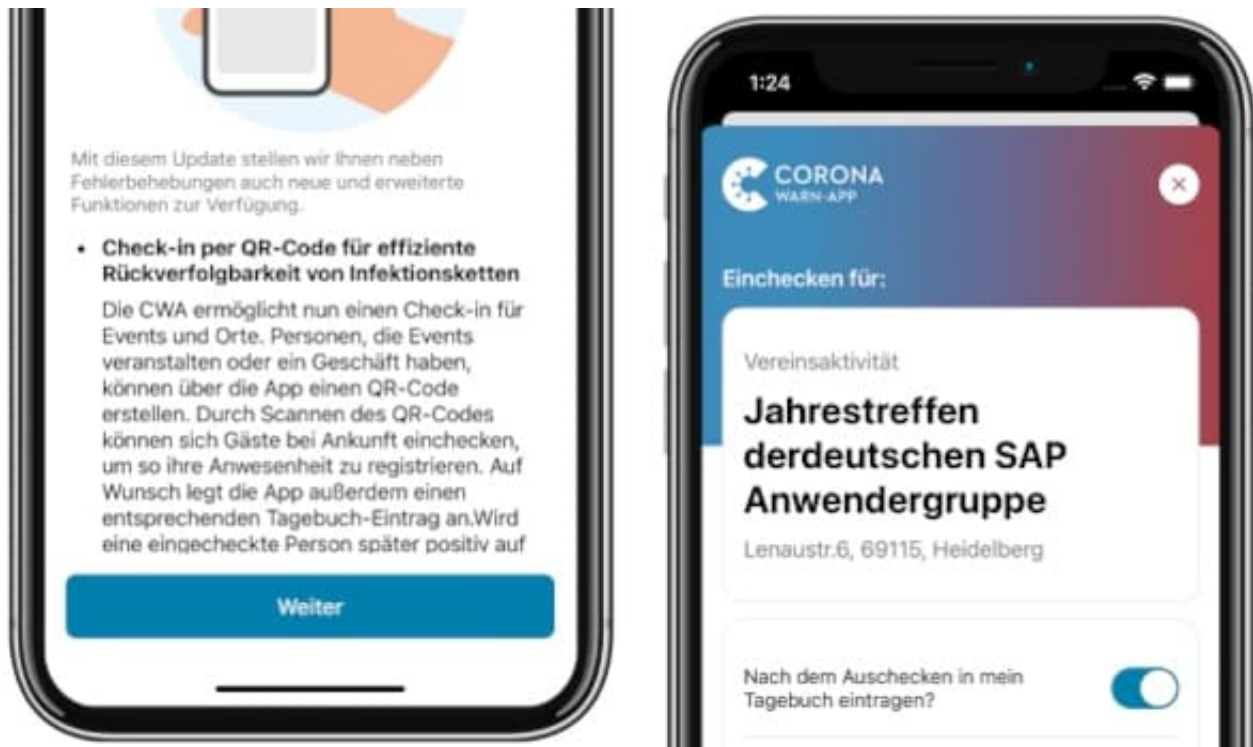 Mit diesem Update stellen wir Ihnen neben
Fehlerbehebungen auch neue und erweiterte
Funktionen zur Verfügung.
• Check-in per QR-Code für effiziente
Rückverfolgbarkeit von Infektionsketten
Die CWA ermöglicht nun einen Check-in für
Events und Orte. Personen, die Events
veranstalten oder ein Geschäft haben,
können über die App einen QR-Code
erstellen. Durch Scannen des QR-Codes
können sich Gäste bei Ankunft einchecken,
um so ihre Anwesenheit zu registrieren. Auf
Wunsch legt die App außerdem einen
entsprechenden Tagebuch-Eintrag an.Wird
eine eingecheckte Person später positiv auf
Weiter
1:24
CORONA
WARN-APP
Einchecken für:
Vereinsaktivität
Jahrestreffen
derdeutschen SAP
Anwendergruppe
Lenaustr.6, 69115, Heidelberg
Nach dem Auschecken in mein
Tagebuch eintragen?